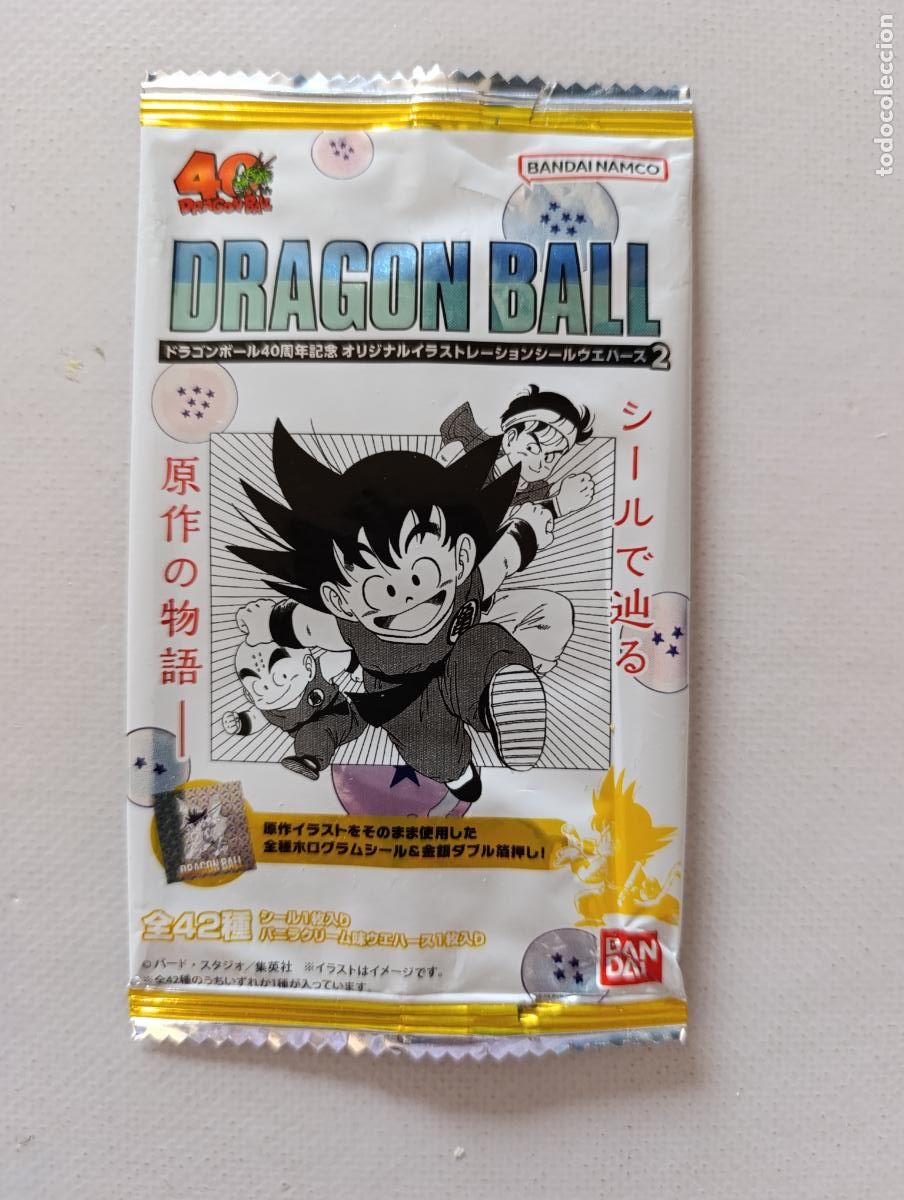 todocoleccion
40
DRAGON BALL
BANDAI NAMCO
DRAGON BALL
ドラゴンボール40周年記念 オリジナルイラストレーションシールウエハース2
シールで辿る
原作の物語―
亀
DRAGON BALL
原作イラストをそのまま使用した
全種ホログラムシール&金銀ダブル箔押し!
全42種
シール1枚入り
バニラクリーム味ウエハース1枚入り
©バード・スタジオ/集英社 ※イラストはイメージです。
※全42種のうちいずれか1種が入っています。
BAN
DAI